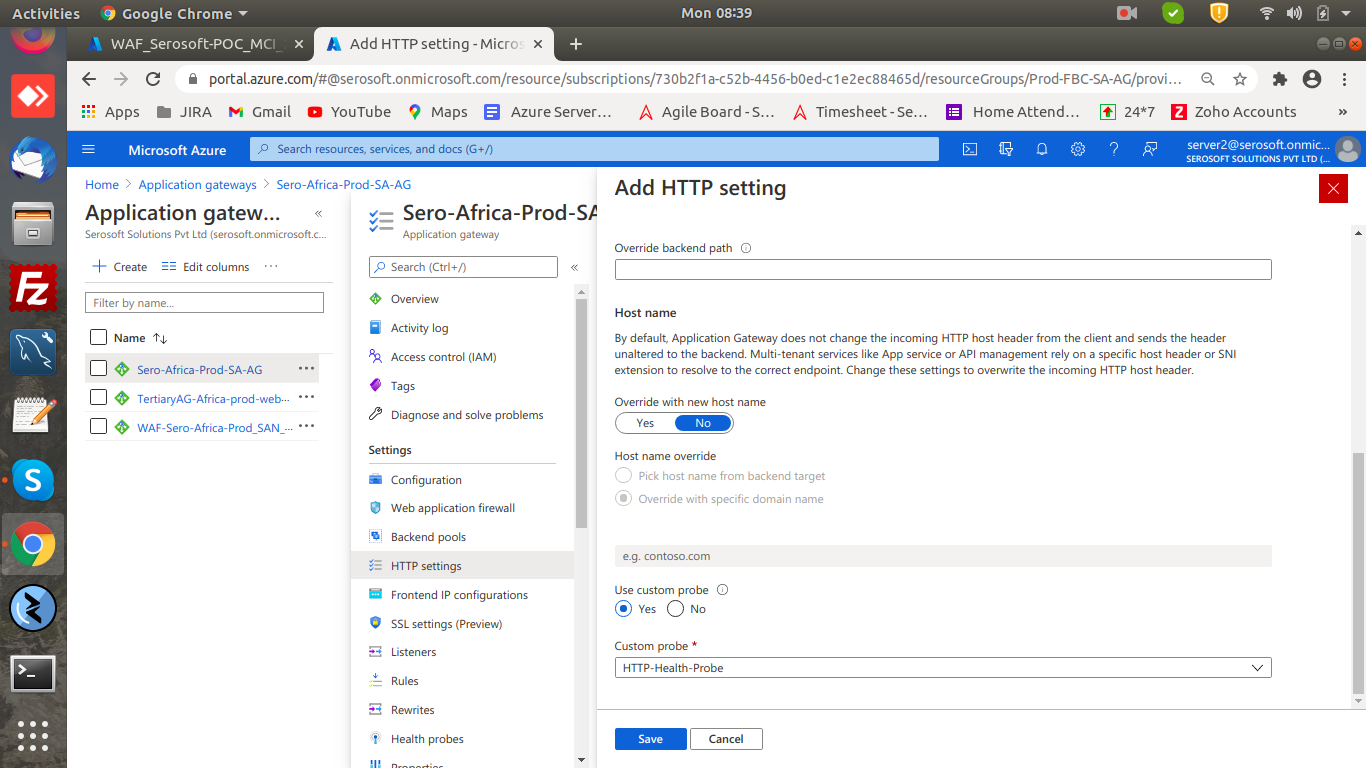 Activities
Google Chrome
Mon 08:39
WAF_Serosoft-POC_MCI_
Add HTTP setting - Micros
portal.azure.com/#@serosoft.onmicrosoft.com/resource/subscriptions/730b2f1a-c52b-4456-b0ed-c1e2ec88465d/resourceGroups/Prod-FBC-SA-AG/provi...
Apps
JIRA
Gmail
YouTube
Maps
Azure Server...
Agile Board - S...
Timesheet - Se...
Home Attend...
24*7
Zoho Accounts
»
Microsoft Azure
Search resources, services, and docs (G+/)
server2@serosoft.onmic...
SEROSOFT SOLUTIONS PVT LTD (...
Home > Application gateways > Sero-Africa-Prod-SA-AG
Application gatew...
«
Serosoft Solutions Pvt Ltd (serosoft.onmicrosoft.c...
Create
Edit columns
...
Filter by name...
Name
Sero-Africa-Prod-SA-AG
TertiaryAG-Africa-prod-web-...
WAF-Sero-Africa-Prod_SAN_...
Sero-Africa-Prod-SA
Application gateway
Search (Ctrl+/)
«
Overview
Activity log
Access control (IAM)
Tags
Diagnose and solve problems
Settings
Configuration
Web application firewall
Backend pools
HTTP settings
Frontend IP configurations
SSL settings (Preview)
Listeners
Rules
Rewrites
Health probes
Properties
Add HTTP setting
Override backend path
Host name
By default, Application Gateway does not change the incoming HTTP host header from the client and sends the header
unaltered to the backend. Multi-tenant services like App service or API management rely on a specific host header or SNI
extension to resolve to the correct endpoint. Change these settings to overwrite the incoming HTTP host header.
Override with new host name
Yes No
Host name override
Pick host name from backend target
Override with specific domain name
e.g. contoso.com
Use custom probe
Yes No
Custom probe *
HTTP-Health-Probe
Save
Cancel